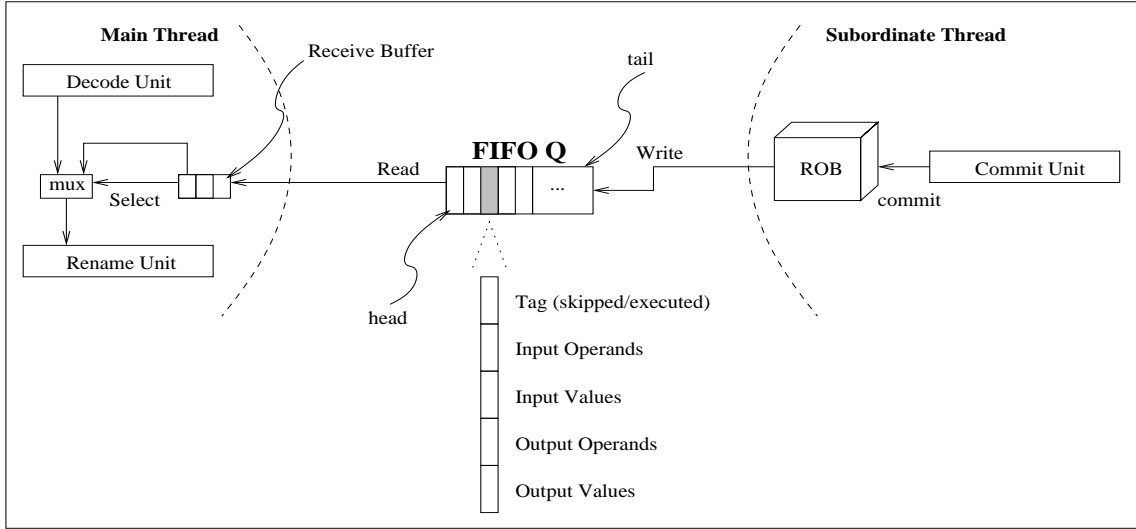 Main Thread
Receive Buffer
Subordinate Thread
Decode Unit
tail
FIFO Q
mux
Select
Read
...
Write
ROB
Commit Unit
commit
Rename Unit
head
Tag (skipped/executed)
Input Operands
Input Values
Output Operands
Output Values